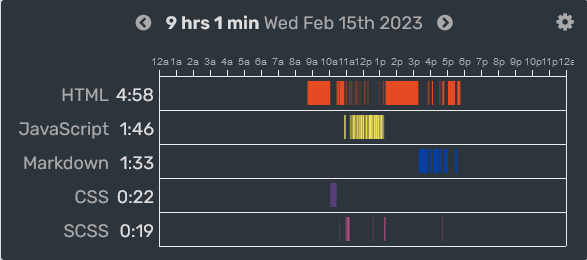 9 hrs 1 min Wed Feb 15th 2023
12a 1a 2a 3a 4a 5a 6a 7a 8a 9a 10a 11a 12p 1p 2p 3p 4p 5p 6p 7p 8p 9p 10p 11p 12a
HTML 4:58
JavaScript 1:46
Markdown 1:33
CSS 0:22
SCSS 0:19